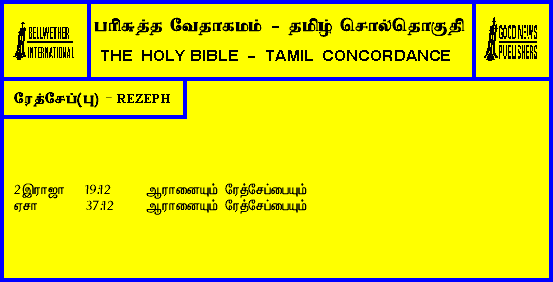 BELLWETHER
INTERNATIONAL
பரிசுத்த வேதாகமம் - தமிழ் சொல்தொகுதி
THE HOLY BIBLE - TAMIL CONCORDANCE
GOOD NEWS
PUBLISHERS
ரேத்சேப்(பு) - REZEPH
2இராஜா 19:12 ஆரானையும் ரேத்சேப்பையும்
ஏசா 37:12 ஆரானையும் ரேத்சேப்பையும்